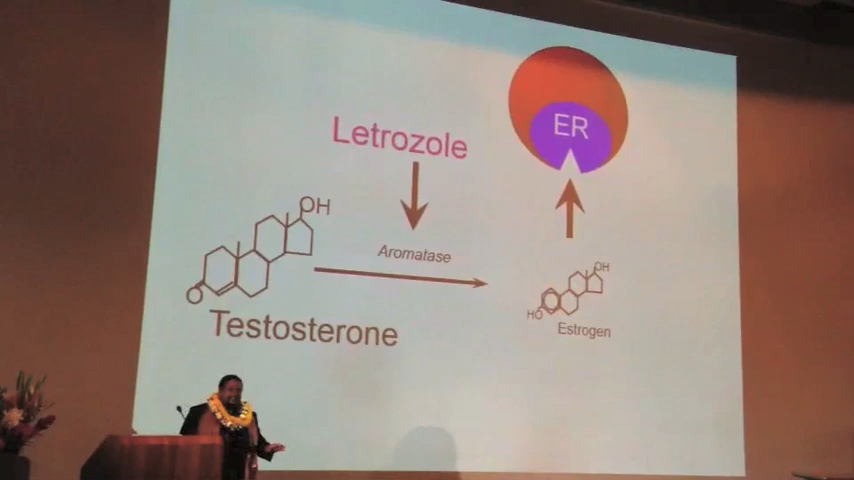 ER
Letrozole
OH
Aromatase
O
Testosterone
OH
HO
Estrogen